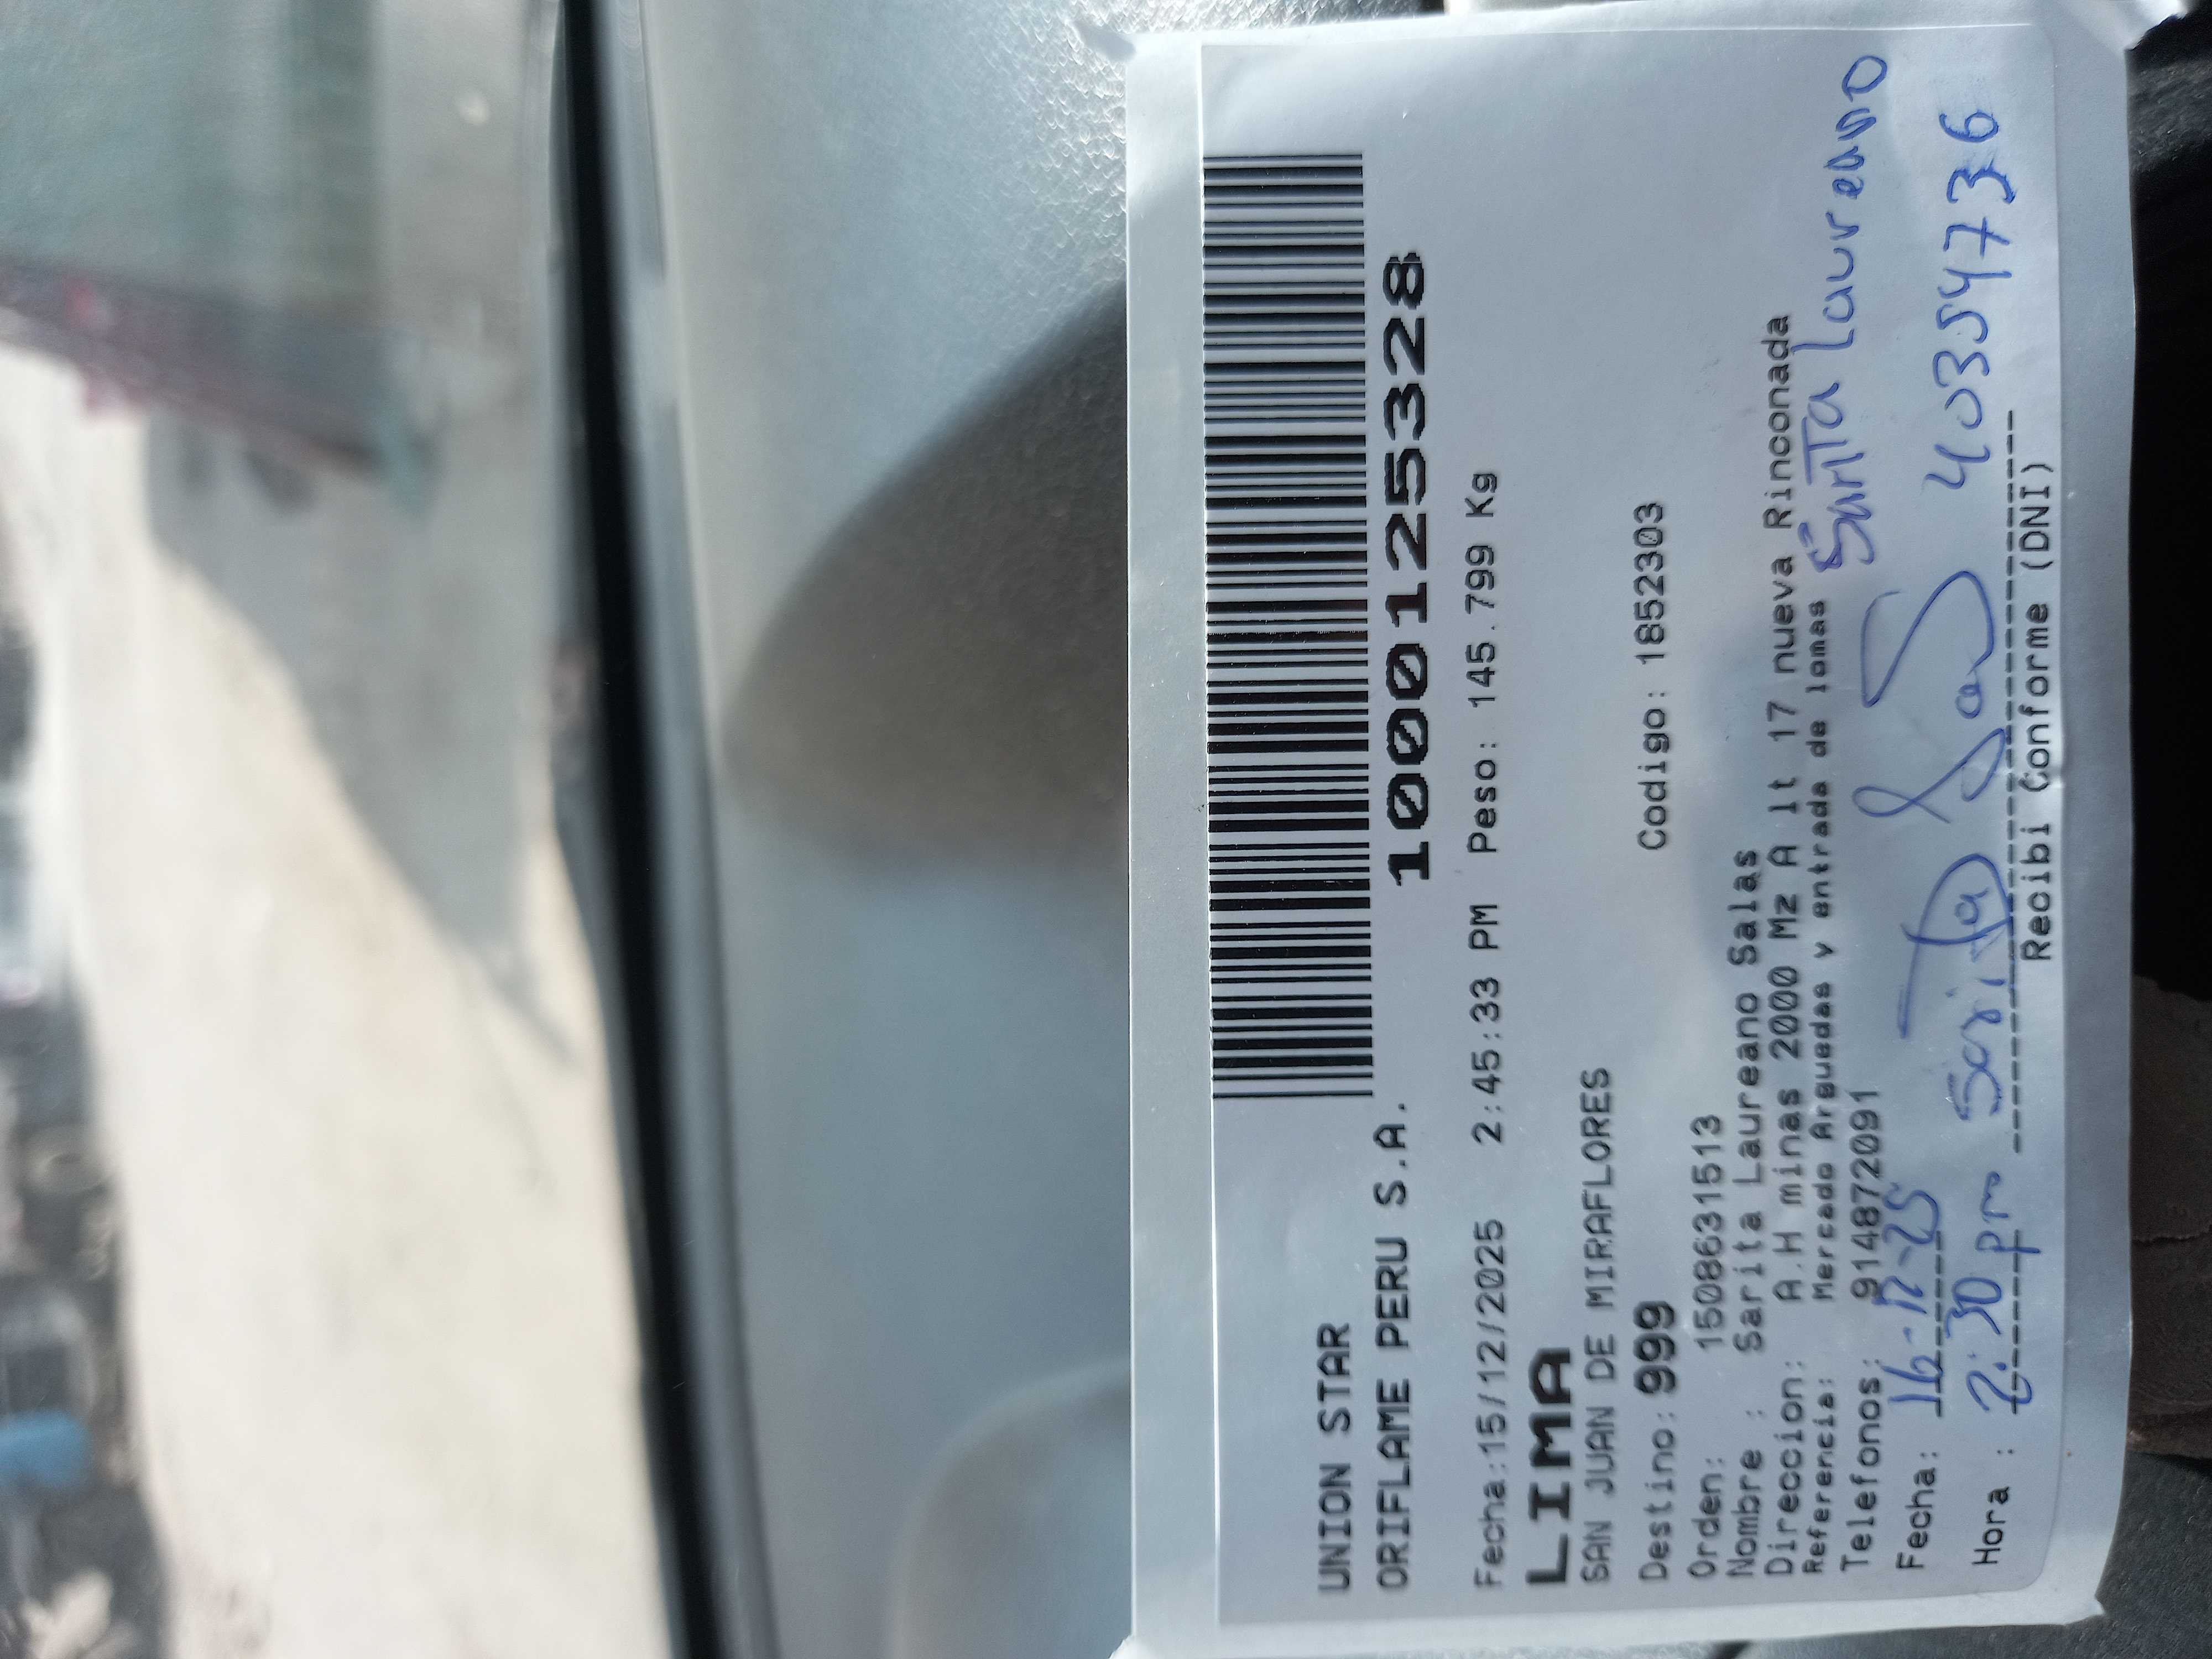 UNION STAR
ORIFLAME PERU S.A.
10001253328
Fecha:15/12/2025 2:45:33 PM Peso: 145.799 Kg
LIMA
SAN JUAN DE MIRAFLORES
Destino: 999 Codigo: 1852303
Orden: 1508631513
Nombre : Sarita Laureano Salas
Direccion: A.H minas 2000 Mz A lt 17 nueva Rinconada
Referencia: Mercado Arguedas y entrada de lomas
Telefonos: 914872091
Sarita Laureano
Fecha: 16-12-25
Hora : 2:30 pm Sarita 40354736
Recibi Conforme (DNI)